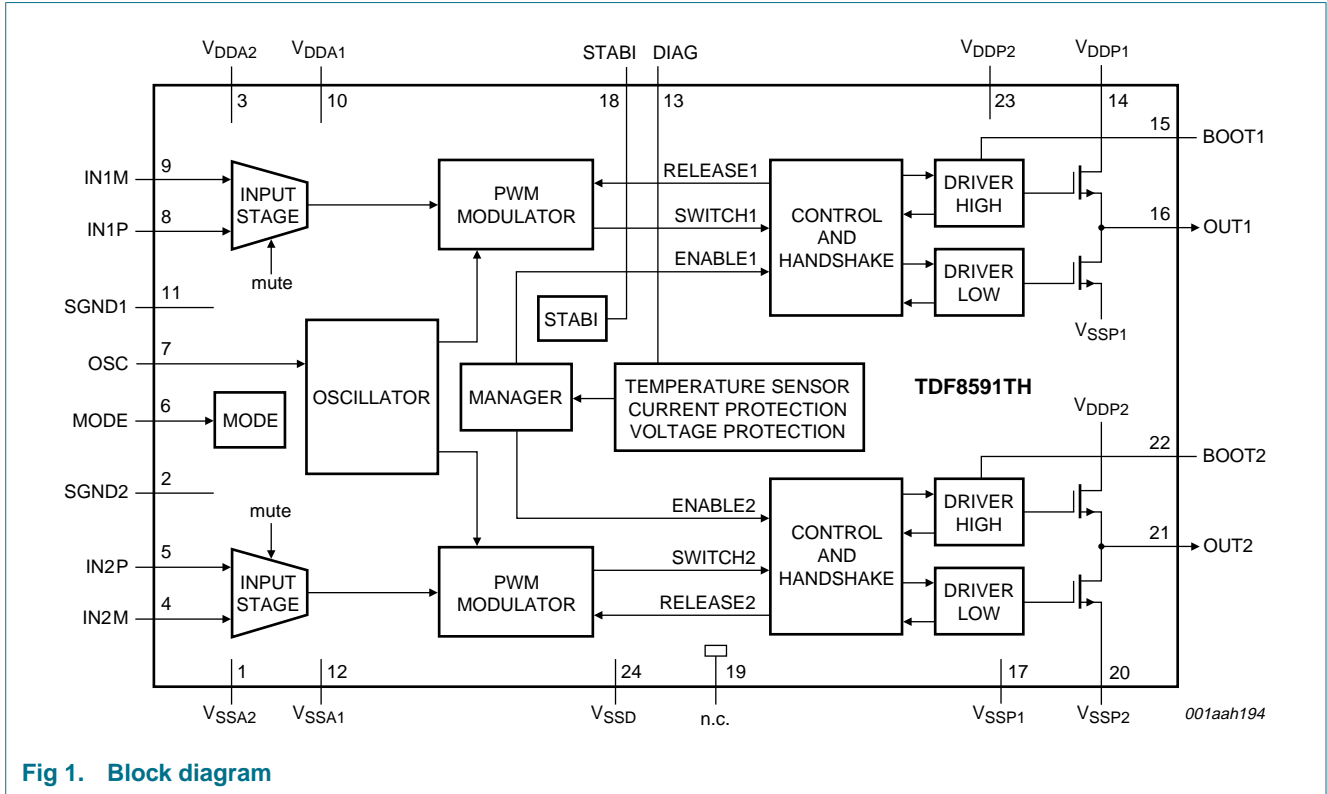 VDDA2
VDDA1
STABI
DIAG
VDDP2
VDDP1
3
10
18
13
23
14
15
BOOT1
IN1M
9
IN1P
8
INPUT
STAGE
mute
PWM
MODULATOR
RELEASE1
SWITCH1
ENABLE1
CONTROL
AND
HANDSHAKE
DRIVER
HIGH
DRIVER
LOW
16
OUT1
VSSP1
SGND1
11
OSC
7
MODE
6
MODE
SGND2
2
OSCILLATOR
STABI
MANAGER
TEMPERATURE SENSOR
CURRENT PROTECTION
VOLTAGE PROTECTION
TDF8591TH
VDDP2
22
BOOT2
mute
IN2P
5
IN2M
4
INPUT
STAGE
PWM
MODULATOR
ENABLE2
SWITCH2
RELEASE2
CONTROL
AND
HANDSHAKE
DRIVER
HIGH
DRIVER
LOW
21
OUT2
1
12
24
19
17
20
VSSA2
VSSA1
VSSD
n.c.
VSSP1
VSSP2
001aah194
Fig 1. Block diagram